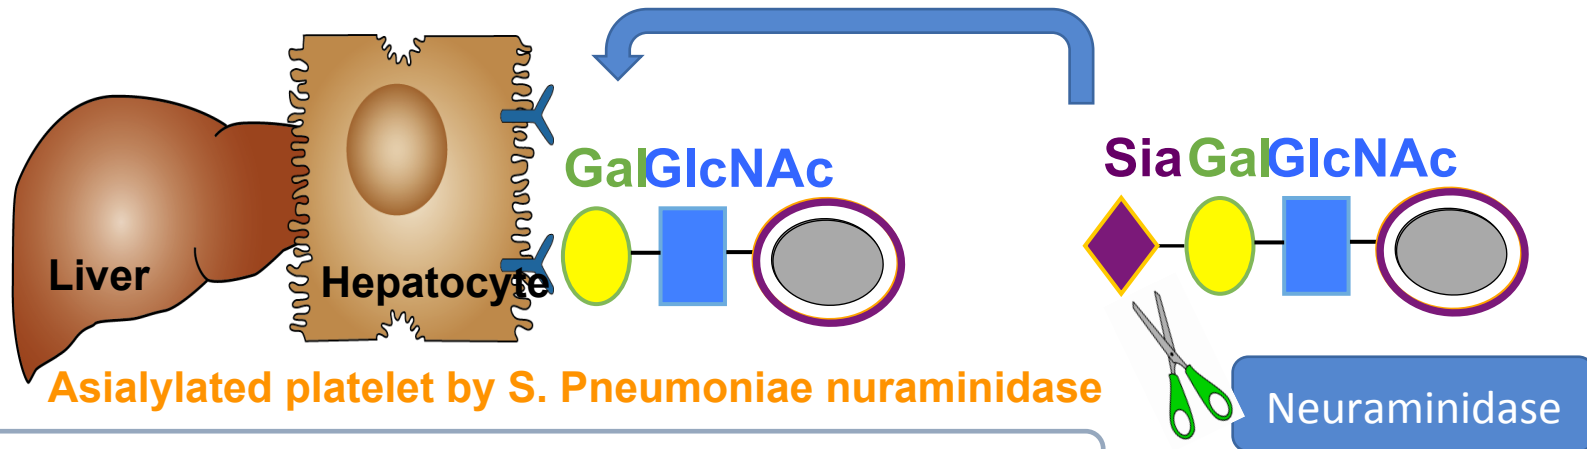 GalGlcNAc
SiaGalGlcNAc
Liver
Hepatocyte
Asialylated platelet by S. Pneumoniae nuraminidase
Neuraminidase